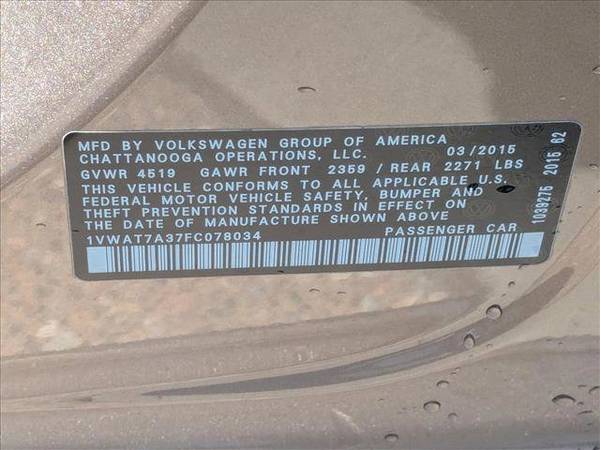 MFD BY VOLKSWAGEN GROUP OF AMERICA
CHATTANOOGA OPERATIONS, LLC. 03/2015
GVWR 4519 GAWR FRONT 2359 / REAR 2271 LBS
THIS VEHICLE CONFORMS TO ALL APPLICABLE U.S.
FEDERAL MOTOR VEHICLE SAFETY, BUMPER AND
THEFT PREVENTION STANDARDS IN EFFECT ON
THE DATE OF MANUFACTURE SHOWN ABOVE
1VWAT7A37FC078034 PASSENGER CAR
1039276 2015 62